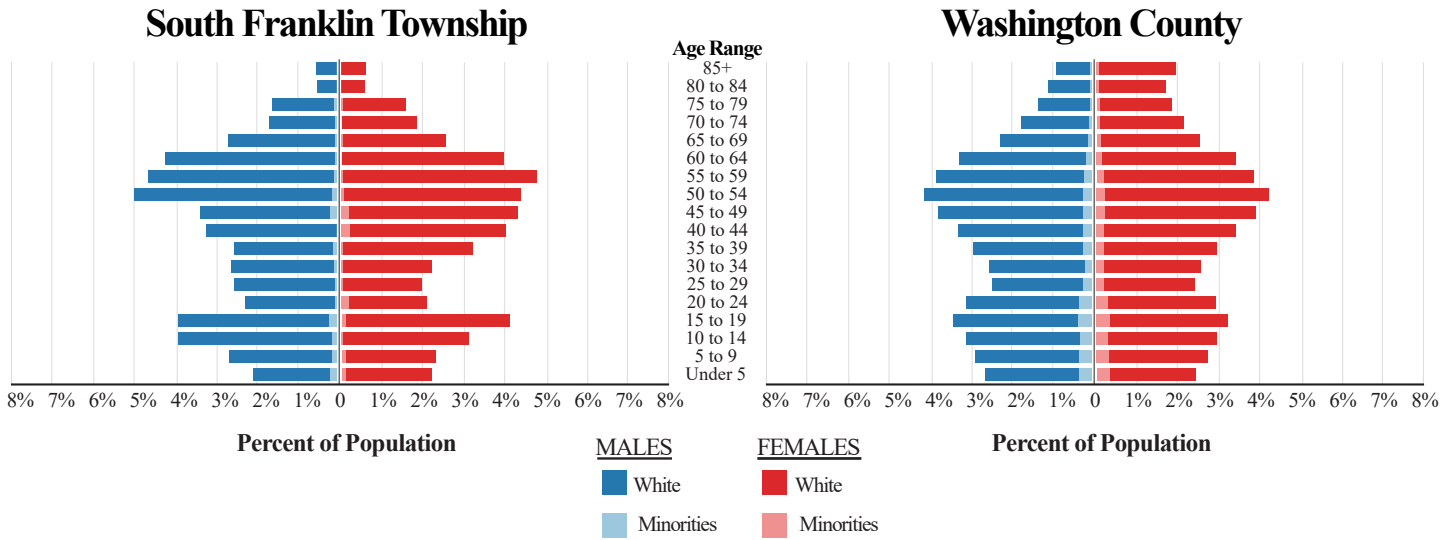 South Franklin Township
Washington County
Age Range
85+
80 to 84
75 to 79
70 to 74
65 to 69
60 to 64
55 to 59
50 to 54
45 to 49
40 to 44
35 to 39
30 to 34
25 to 29
20 to 24
15 to 19
10 to 14
5 to 9
Under 5
8% 7% 6% 5% 4% 3% 2% 1% 0 1% 2% 3% 4% 5% 6% 7% 8%
8% 7% 6% 5% 4% 3% 2% 1% 0 1% 2% 3% 4% 5% 6% 7% 8%
Percent of Population
Percent of Population
MALES
White
Minorities
FEMALES
White
Minorities